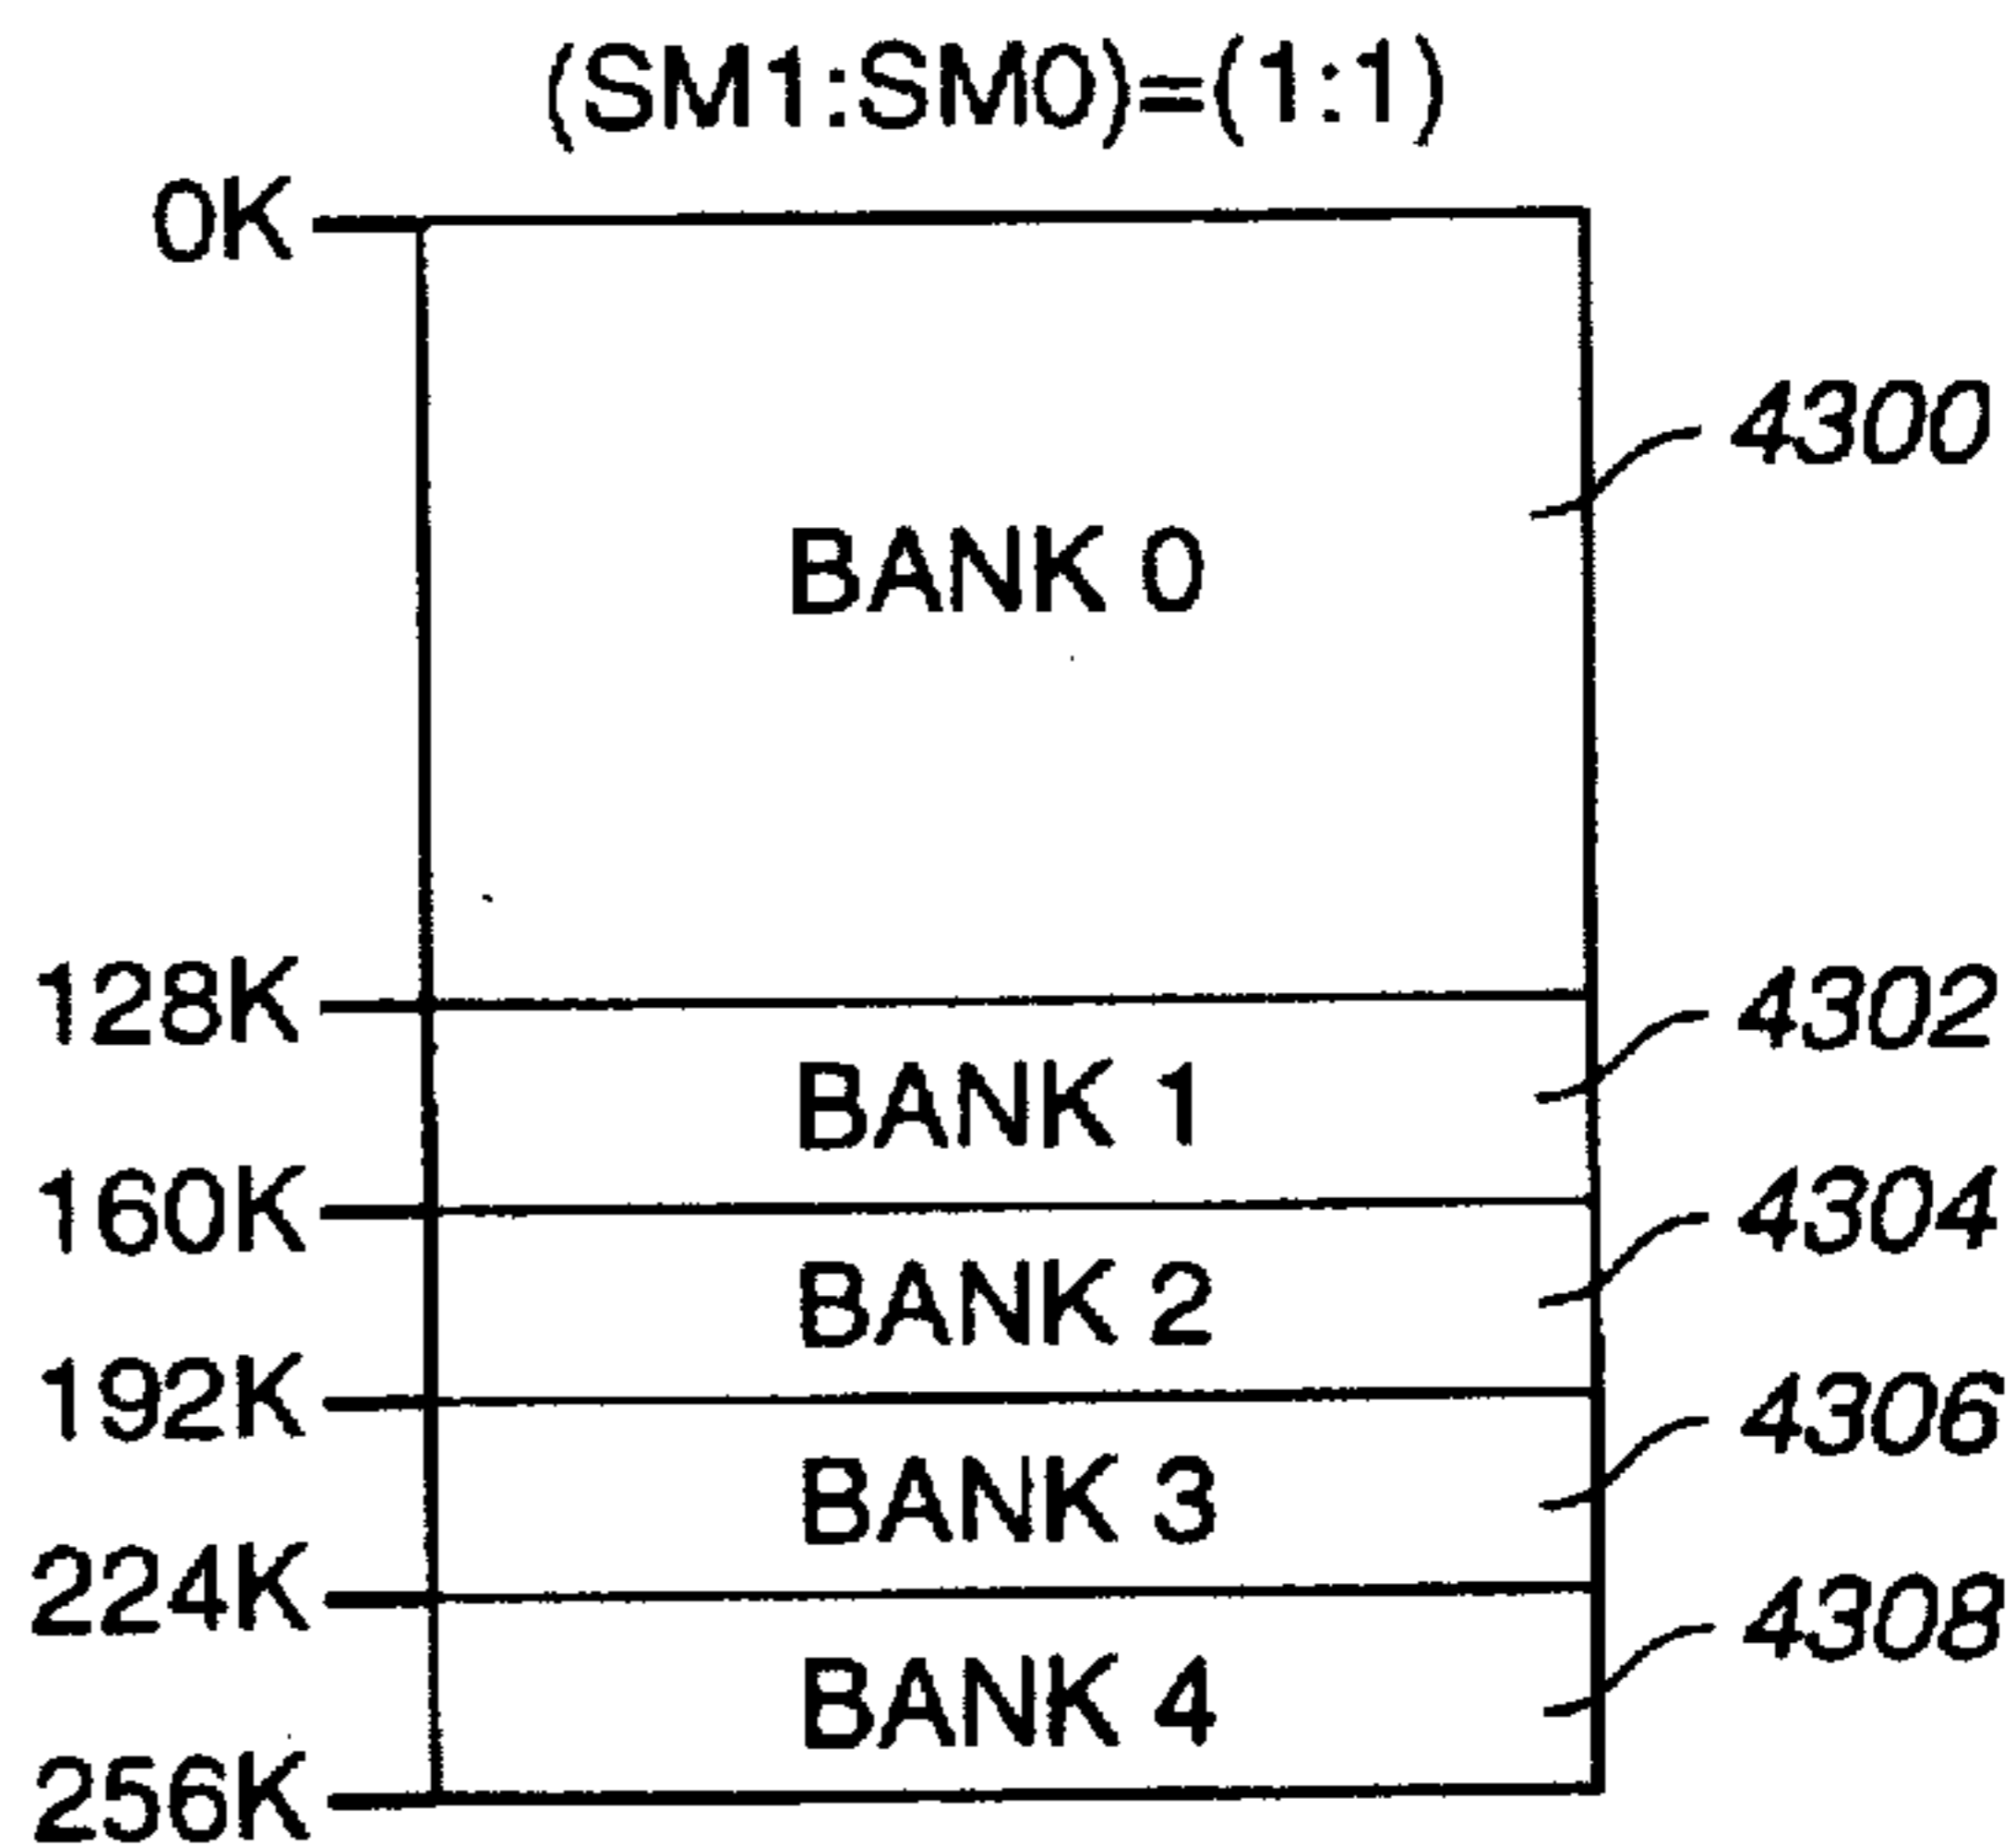 (SM1:SM0)=(1:1)
0K
4300
BANK 0
128K
4302
BANK 1
160K
4304
BANK 2
192K
4306
BANK 3
224K
4308
BANK 4
256K